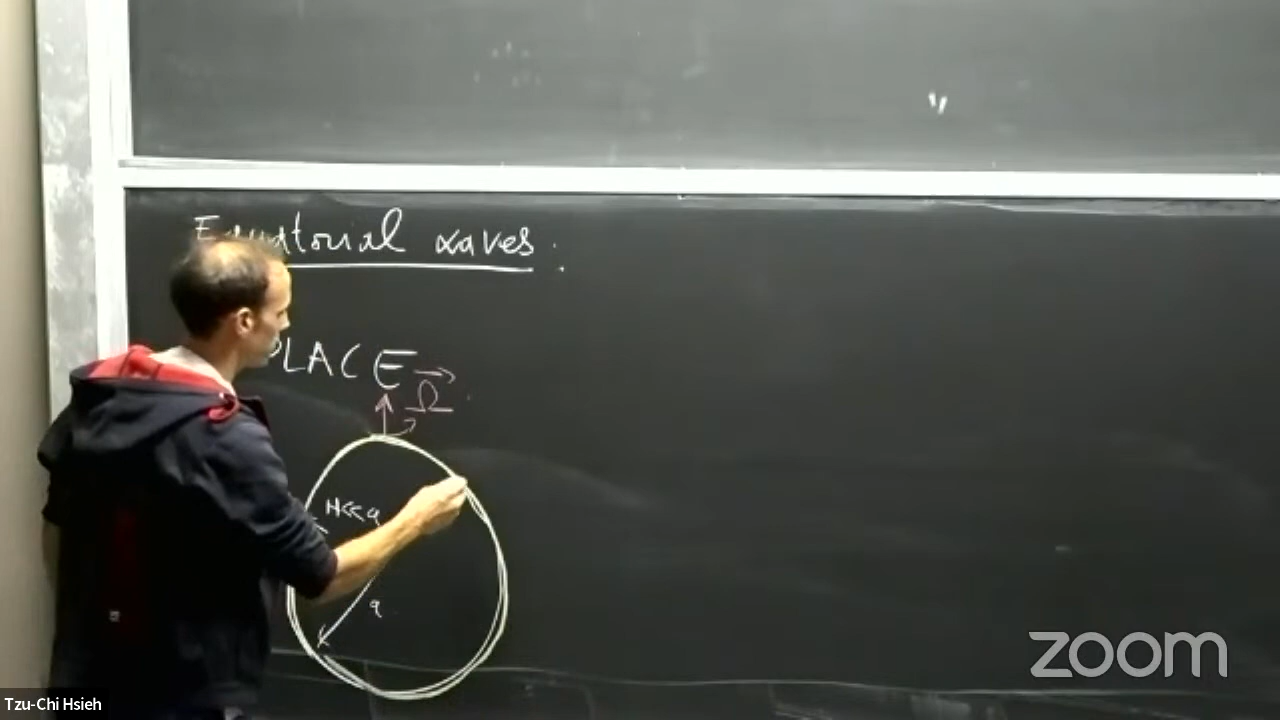 Equatorial waves.
PLACE
Ω
H<<a
a
zoom
Tzu-Chi Hsieh